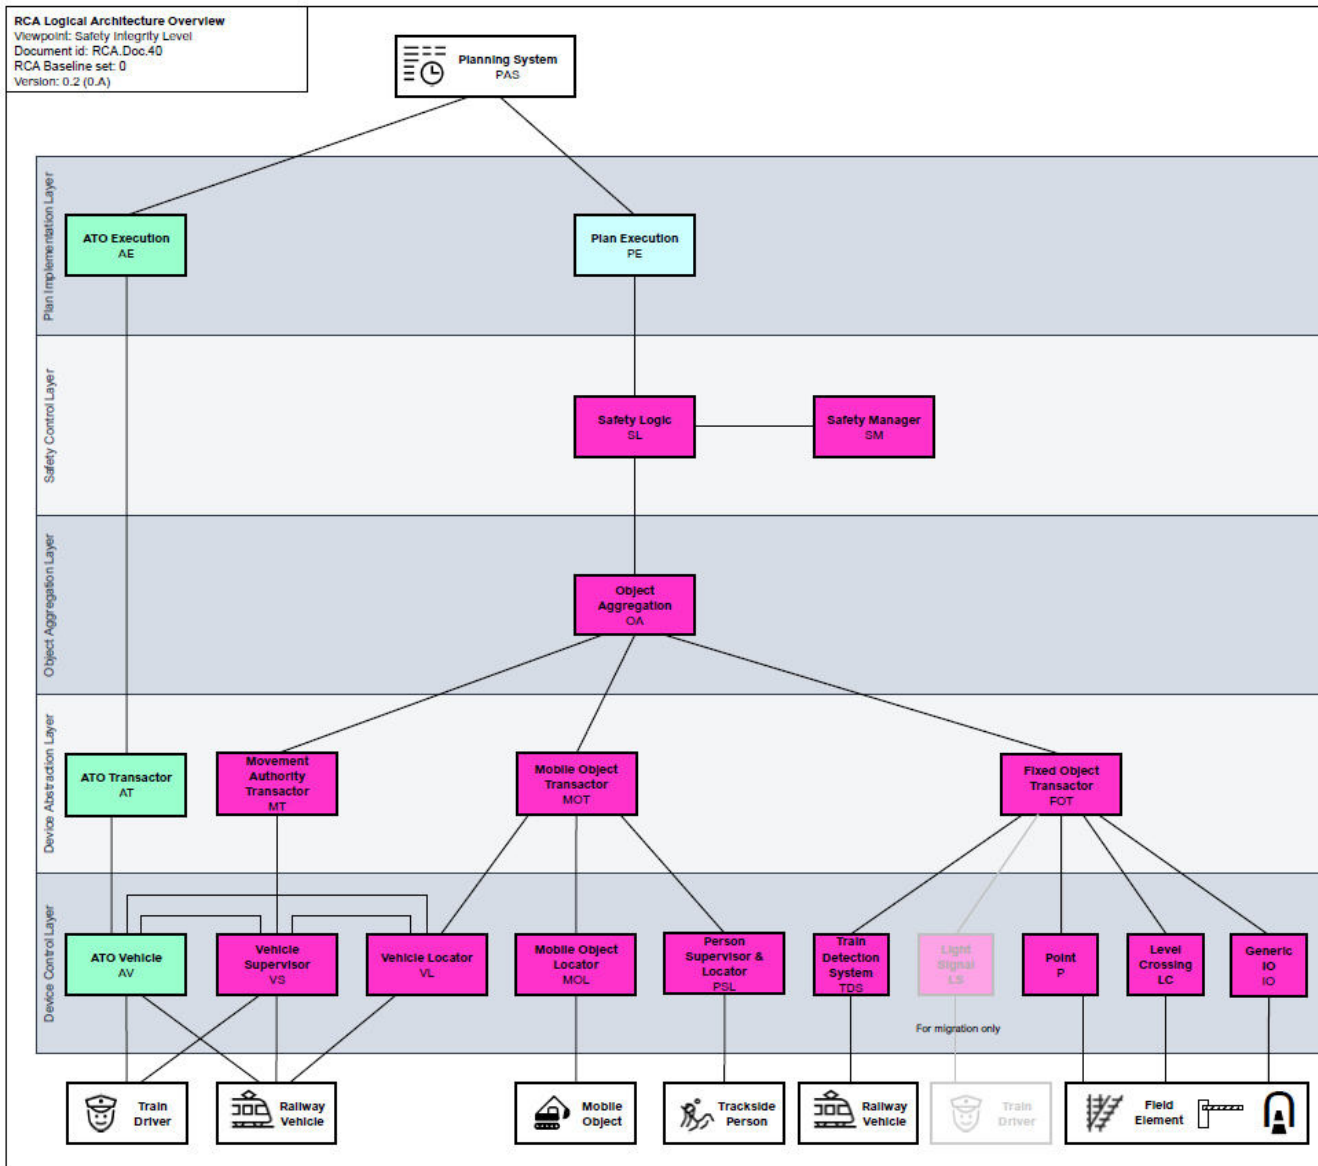 RCA Logical Architecture Overview
Viewpoint: Safety Integrity Level
Document id: RCA.Doc.40
RCA Baseline set: 0
Version: 0.2 (0.A)
Planning System
PAS
Plan Implementation Layer
ATO Execution
AE
Plan Execution
PE
Safety Control Layer
Safety Logic
SL
Safety Manager
SM
Object Aggregation Layer
Object
Aggregation
OA
Device Abstraction Layer
ATO Transactor
AT
Movement
Authority
Transactor
MT
Mobile Object
Transactor
MOT
Fixed Object
Transactor
FOT
Device Control Layer
ATO Vehicle
AV
Vehicle
Supervisor
VS
Vehicle Locator
VL
Mobile Object
Locator
MOL
Person
Supervisor &
Locator
PSL
Train
Detection
System
TDS
Light
Signal
LS
Point
P
Level
Crossing
LC
Generic
IO
IO
For migration only
Train
Driver
Railway
Vehicle
Mobile
Object
Trackside
Person
Railway
Vehicle
Train
Driver
Field
Element